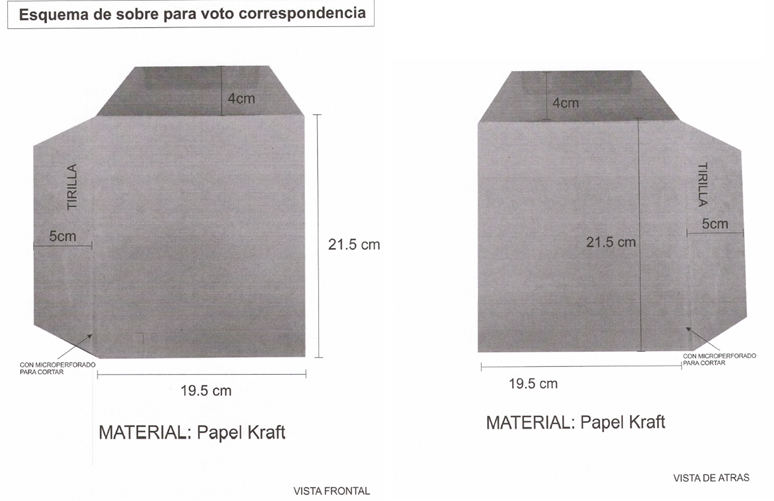 Esquema de sobre para voto correspondencia
4cm
TIRILLA
5cm
21.5 cm
CON MICROPERFORADO
PARA CORTAR
19.5 cm
MATERIAL: Papel Kraft
VISTA FRONTAL
4cm
TIRILLA
5cm
21.5 cm
CON MICROPERFORADO
PARA CORTAR
19.5 cm
MATERIAL: Papel Kraft
VISTA DE ATRAS